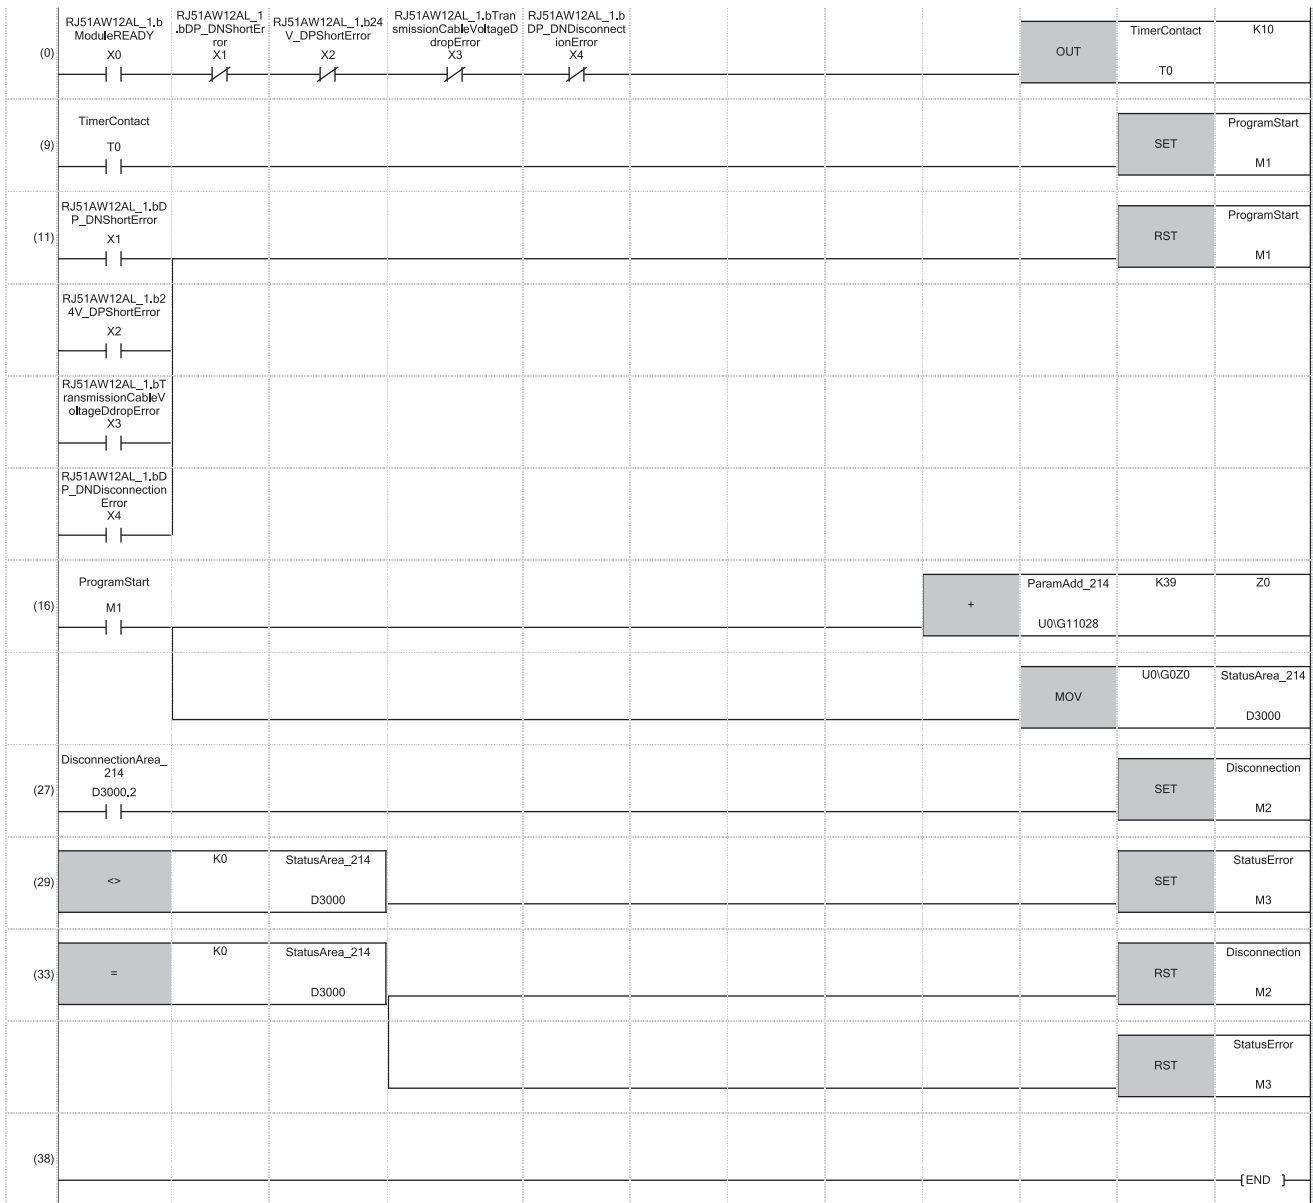 RJ51AW12AL_1.b
ModuleREADY
X0
RJ51AW12AL_1
.bDP_DNShortEr
ror
X1
RJ51AW12AL_1.b24
V_DPShortError
X2
RJ51AW12AL_1.bTran
smissionCableVoltageD
dropError
X3
RJ51AW12AL_1.b
DP_DNDisconnect
ionError
X4
(0)
OUT
TimerContact
T0
K10
TimerContact
(9)
T0
SET
ProgramStart
M1
RJ51AW12AL_1.bD
P_DNShortError
(11)
X1
RST
ProgramStart
M1
RJ51AW12AL_1.b2
4V_DPShortError
X2
RJ51AW12AL_1.bT
ransmissionCableV
oltageDdropError
X3
RJ51AW12AL_1.bD
P_DNDisconnection
Error
X4
ProgramStart
(16)
M1
+
ParamAdd_214
U0\G11028
K39
Z0
MOV
U0\G0Z0
StatusArea_214
D3000
DisconnectionArea_
214
(27)
D3000.2
SET
Disconnection
M2
(29)
<>
K0
StatusArea_214
D3000
SET
StatusError
M3
(33)
=
K0
StatusArea_214
D3000
RST
Disconnection
M2
RST
StatusError
M3
(38)
[END ]